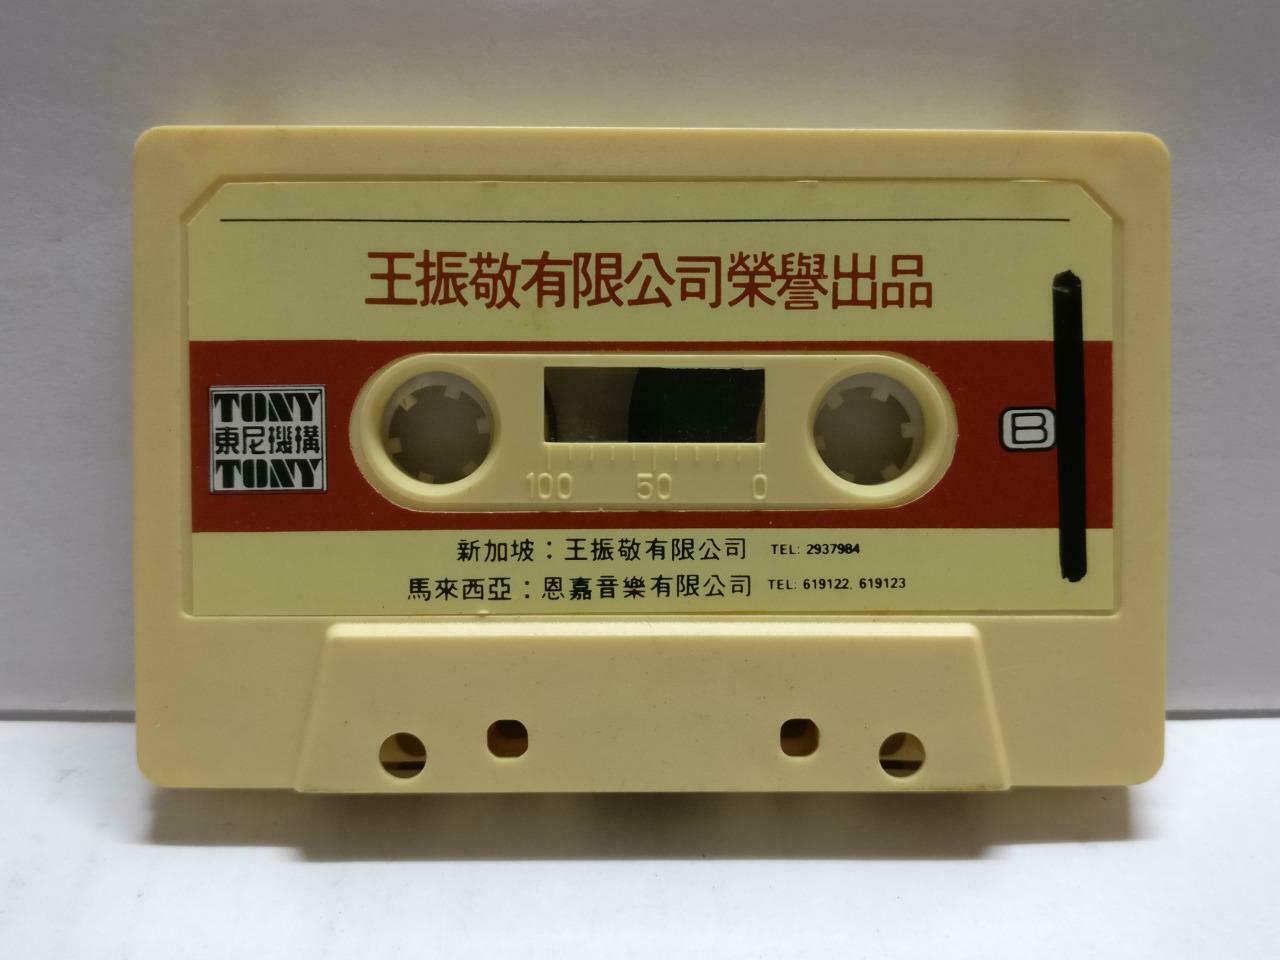 王振敬有限公司榮譽出品
TONY
東尼機構
TONY
B
100 50 0
新加坡：王振敬有限公司 TEL: 2937984
馬來西亞：恩嘉音樂有限公司 TEL: 619122, 619123